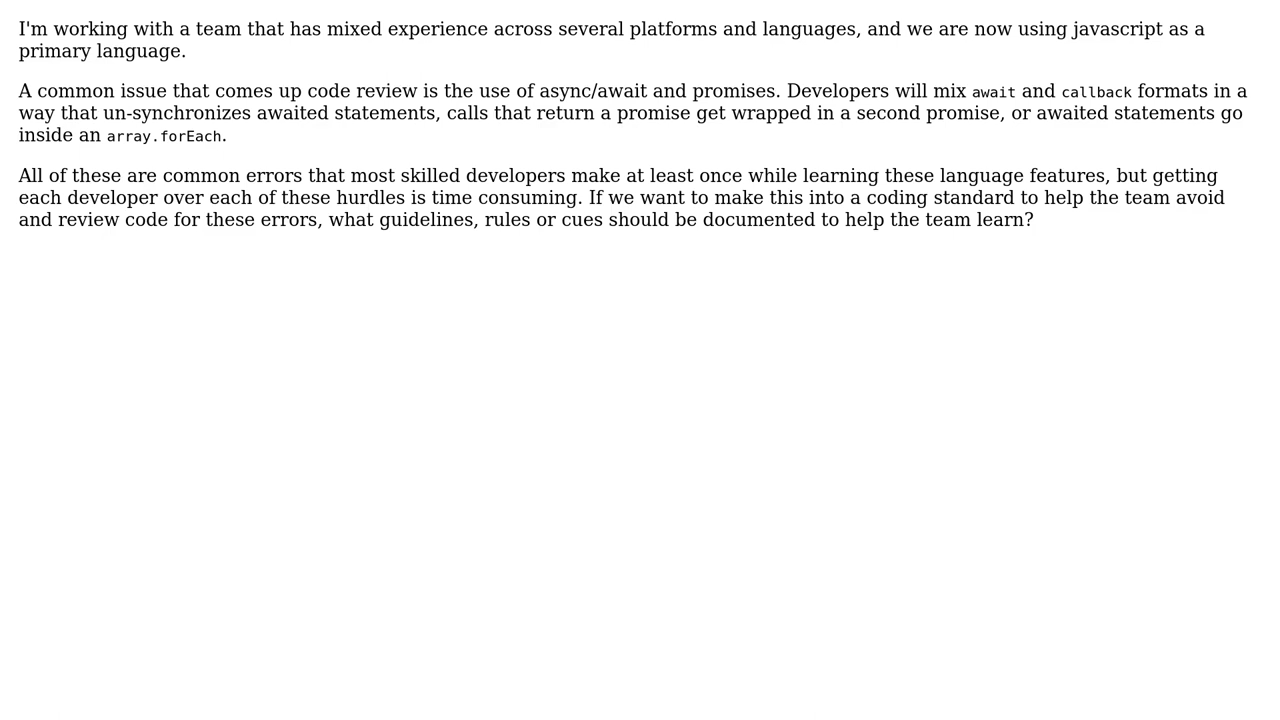 I'm working with a team that has mixed experience across several platforms and languages, and we are now using javascript as a
primary language.
A common issue that comes up code review is the use of async/await and promises. Developers will mix await and callback formats in a
way that un-synchronizes awaited statements, calls that return a promise get wrapped in a second promise, or awaited statements go
inside an array.forEach.
All of these are common errors that most skilled developers make at least once while learning these language features, but getting
each developer over each of these hurdles is time consuming. If we want to make this into a coding standard to help the team avoid
and review code for these errors, what guidelines, rules or cues should be documented to help the team learn?